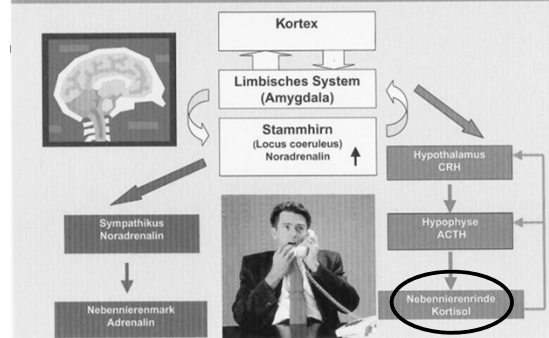 Kortex
Limbisches System
(Amygdala)
Stammhirn
(Locus coeruleus)
Noradrenalin
Hypothalamus
CRH
Sympathikus
Noradrenalin
Hypophyse
ACTH
Nebennierenmark
Adrenalin
Nebennierenrinde
Kortisol